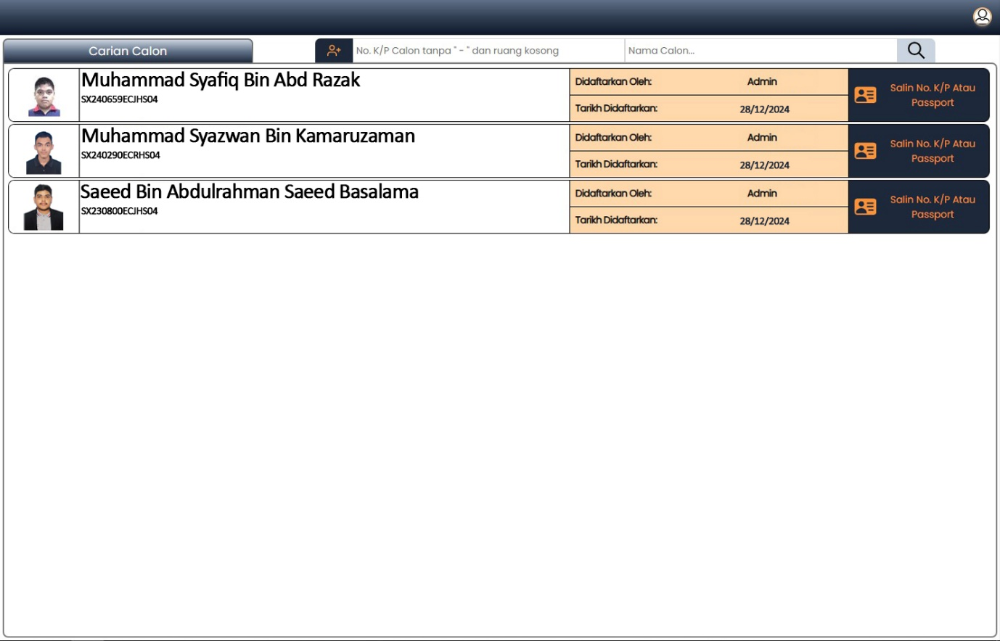 Carian Calon
No. K/P Calon tanpa " - " dan ruang kosong
Nama Calon...
Muhammad Syafiq Bin Abd Razak
SX240659ECJHS04
Didaftarkan Oleh:
Admin
Tarikh Didaftarkan:
28/12/2024
Salin No. K/P Atau
Passport
Muhammad Syazwan Bin Kamaruzaman
SX240290ECRHS04
Didaftarkan Oleh:
Admin
Tarikh Didaftarkan:
28/12/2024
Salin No. K/P Atau
Passport
Saeed Bin Abdulrahman Saeed Basalama
SX230800ECJHS04
Didaftarkan Oleh:
Admin
Tarikh Didaftarkan:
28/12/2024
Salin No. K/P Atau
Passport